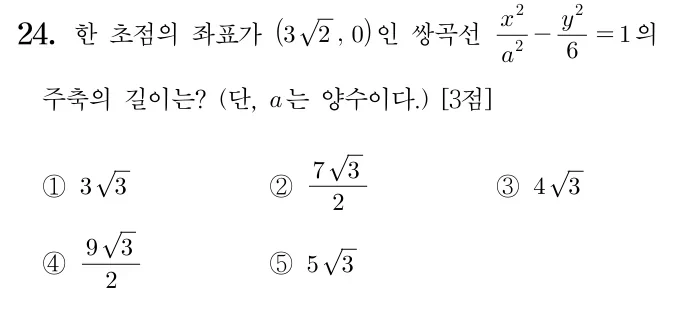 24. 한 초점의 좌표가 (3√2, 0)인 쌍곡선 x²/a² − y²/6 = 1의
주축의 길이는? (단, a는 양수이다.) [3점]
① 3√3 ② 7√3/2 ③ 4√3
④ 9√3/2 ⑤ 5√3